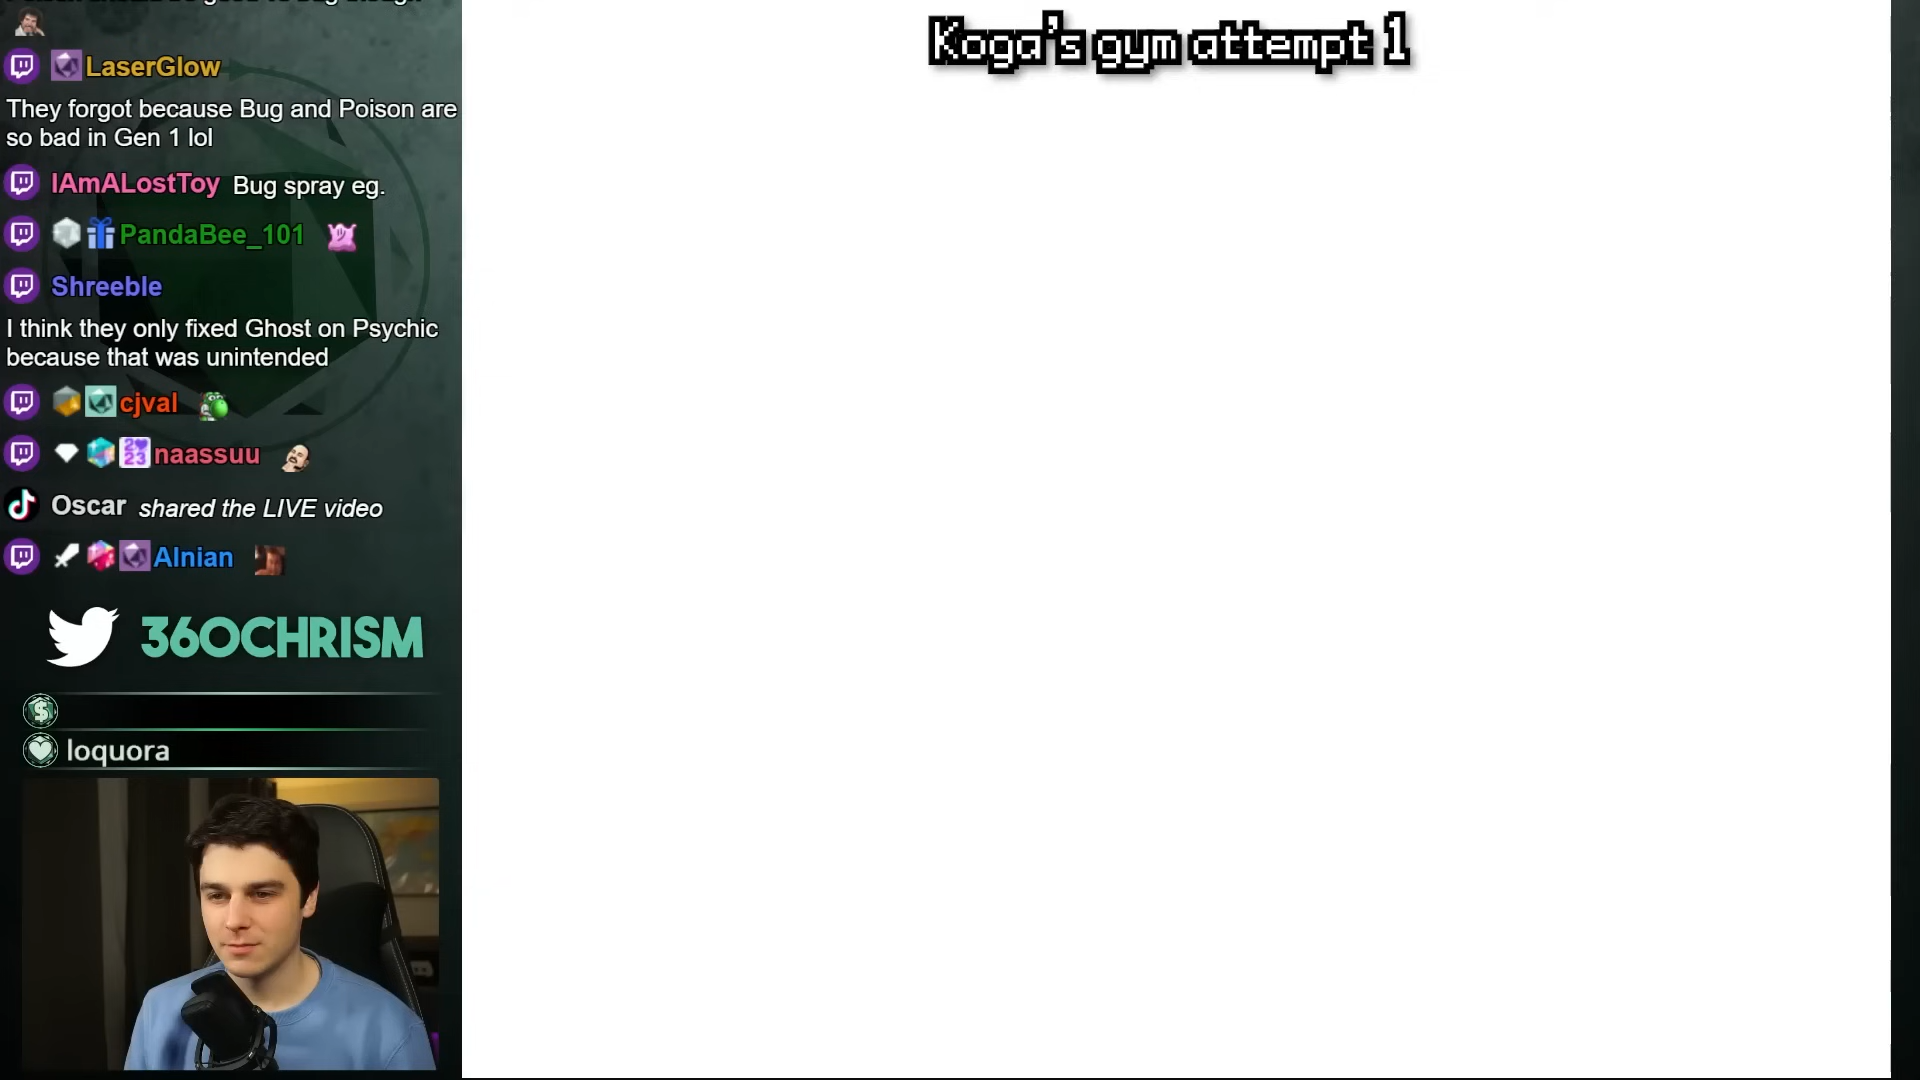 Koga's gym attempt 1
LaserGlow
They forgot because Bug and Poison are
so bad in Gen 1 lol
IAmALostToy Bug spray eg.
PandaBee_101
Shreeble
I think they only fixed Ghost on Psychic
because that was unintended
cjval
23 naassuu
Oscar shared the LIVE video
Alnian
360CHRISM
$
loquora